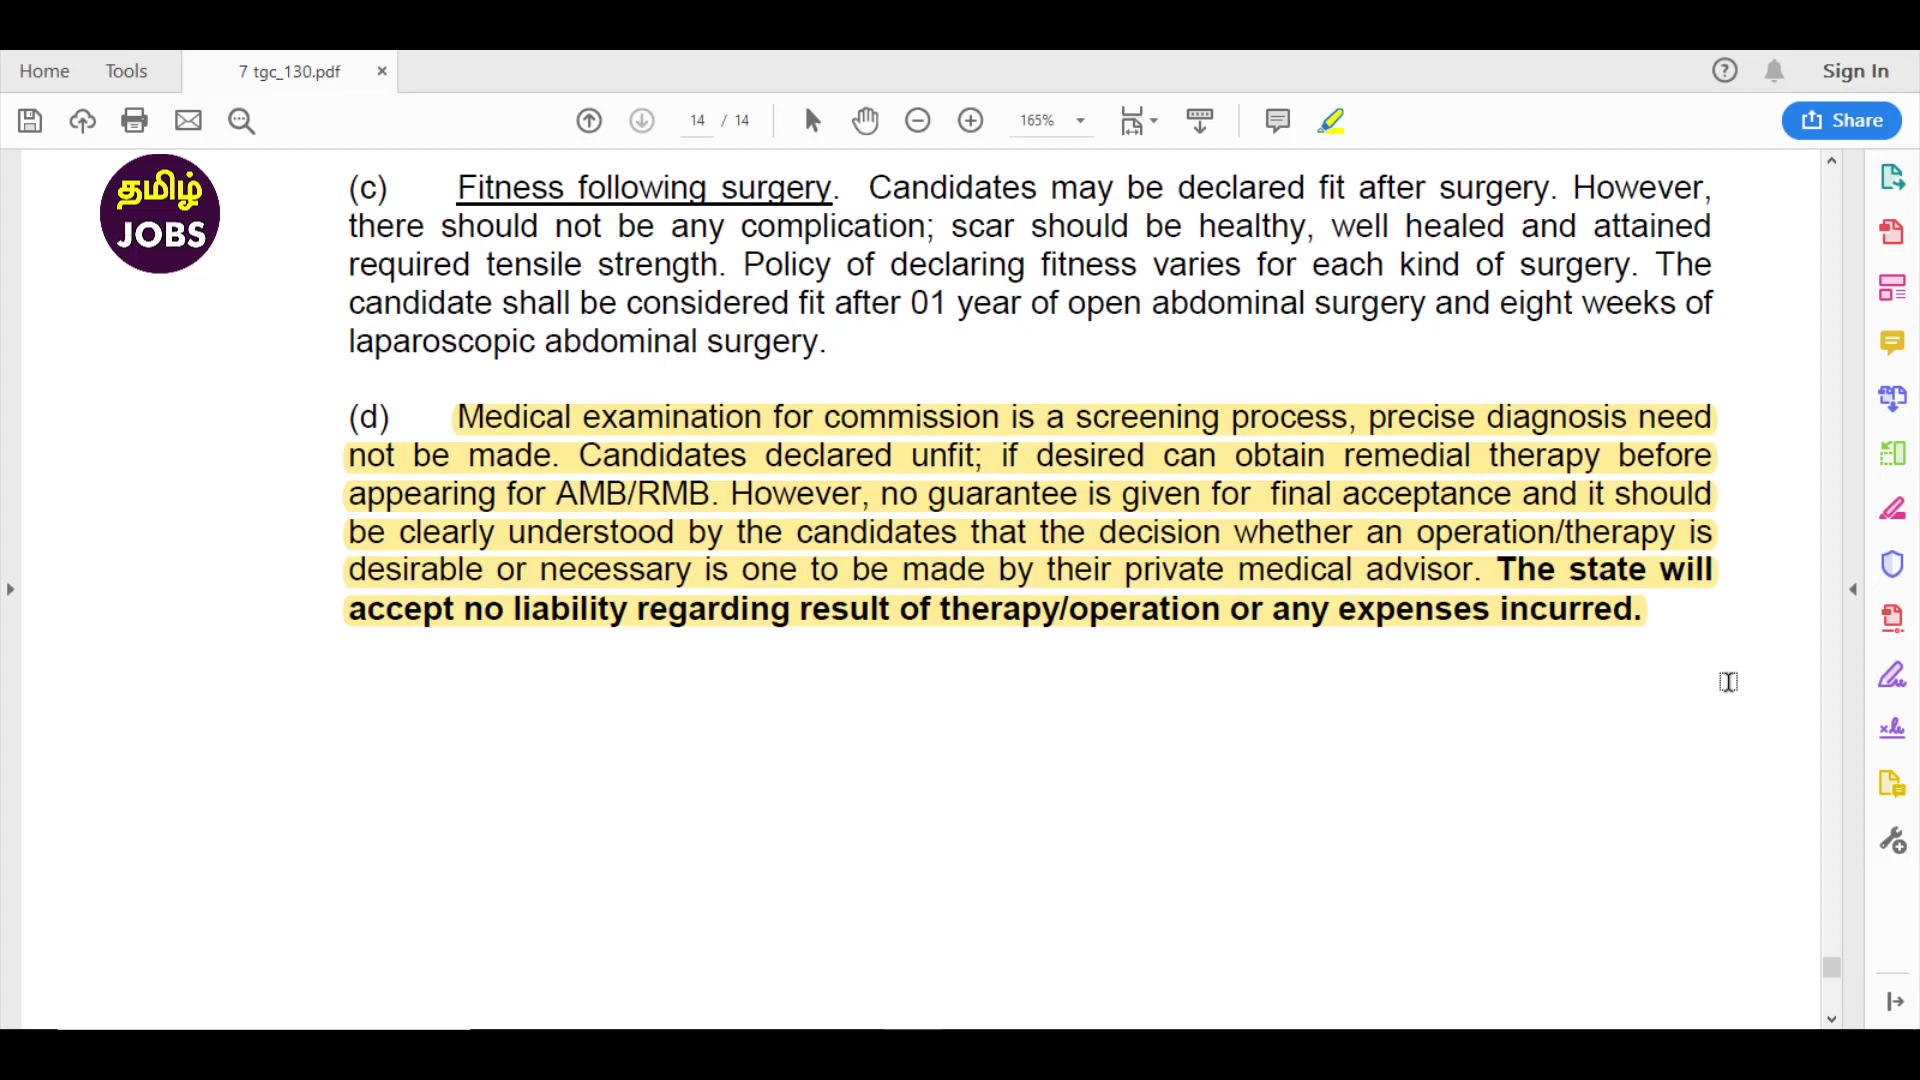 Home Tools 7 tgc_130.pdf × Sign In
14 / 14 165% Share
தமிழ்
JOBS
(c) Fitness following surgery. Candidates may be declared fit after surgery. However,
there should not be any complication; scar should be healthy, well healed and attained
required tensile strength. Policy of declaring fitness varies for each kind of surgery. The
candidate shall be considered fit after 01 year of open abdominal surgery and eight weeks of
laparoscopic abdominal surgery.
(d) Medical examination for commission is a screening process, precise diagnosis need
not be made. Candidates declared unfit; if desired can obtain remedial therapy before
appearing for AMB/RMB. However, no guarantee is given for final acceptance and it should
be clearly understood by the candidates that the decision whether an operation/therapy is
desirable or necessary is one to be made by their private medical advisor. The state will
accept no liability regarding result of therapy/operation or any expenses incurred.